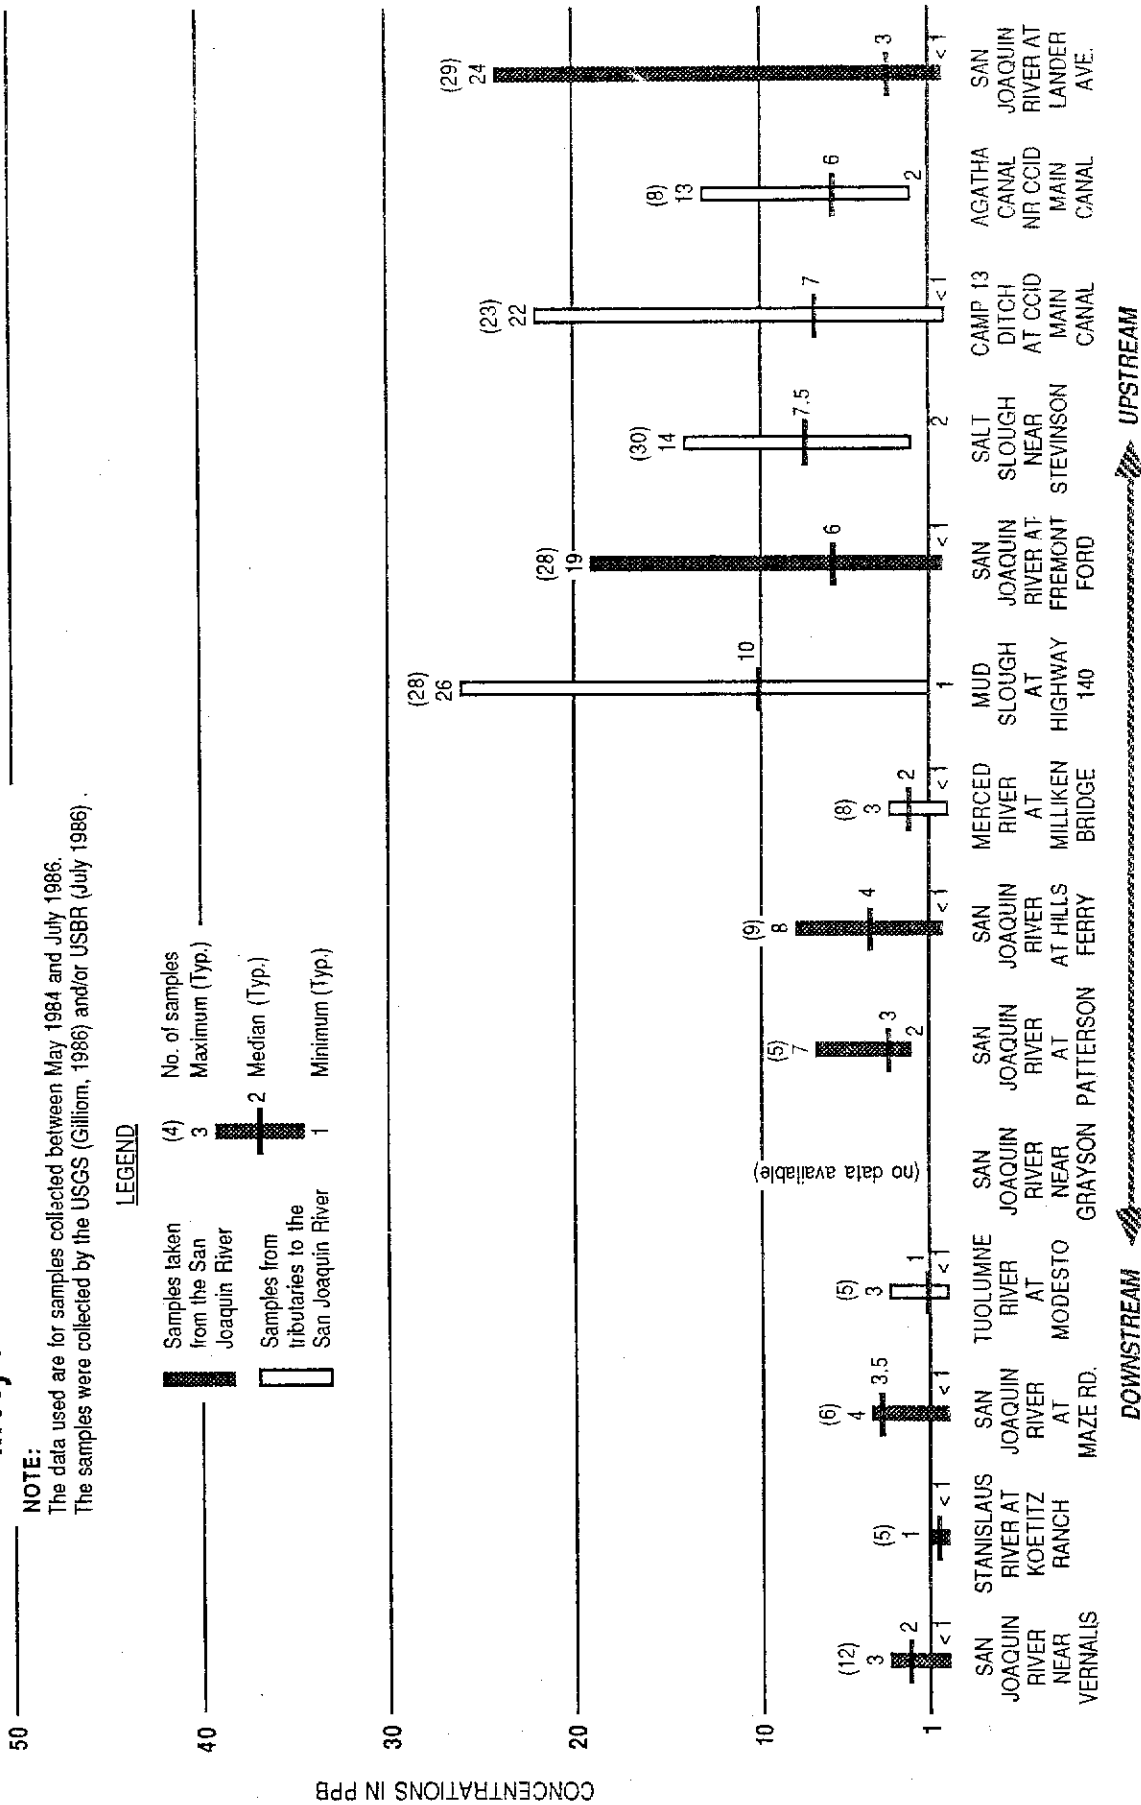 50
NOTE:
The data used are for samples collected between May 1984 and July 1986.
The samples were collected by the USGS (Gilliom, 1986) and/or USBR (July 1986) .
LEGEND
Samples taken
from the San
Joaquin River
Samples from
tributaries to the
San Joaquin River
(4) No. of samples
3 Maximum (Typ.)
2 Median (Typ.)
1 Minimum (Typ.)
40
30
20
10
1
CONCENTRATIONS IN PPB
(12)
3
2
<1
(5)
1
<1
(6)
4
3.5
<1
(5)
3
1
<1
(no data available)
(5)
7
3
2
(9)
8
4
<1
(8)
3
2
<1
(28)
26
10
1
(28)
19
6
<1
(30)
14
7.5
2
(23)
22
7
<1
(8)
13
6
2
(29)
24
3
<1
SAN
JOAQUIN
RIVER
NEAR
VERNALIS
STANISLAUS
RIVER AT
KOETITZ
RANCH
SAN
JOAQUIN
RIVER
AT
MAZE RD.
TUOLUMNE
RIVER
AT
MODESTO
SAN
JOAQUIN
RIVER
NEAR
GRAYSON
SAN
JOAQUIN
RIVER
AT
PATTERSON
SAN
JOAQUIN
RIVER
AT HILLS
FERRY
MERCED
RIVER
AT
MILLIKEN
BRIDGE
MUD
SLOUGH
AT
HIGHWAY
140
SAN
JOAQUIN
RIVER AT
FREMONT
FORD
SALT
SLOUGH
NEAR
STEVINSON
CAMP 13
DITCH
AT CCID
MAIN
CANAL
AGATHA
CANAL
NR CCID
MAIN
CANAL
SAN
JOAQUIN
RIVER AT
LANDER
AVE.
DOWNSTREAM
UPSTREAM